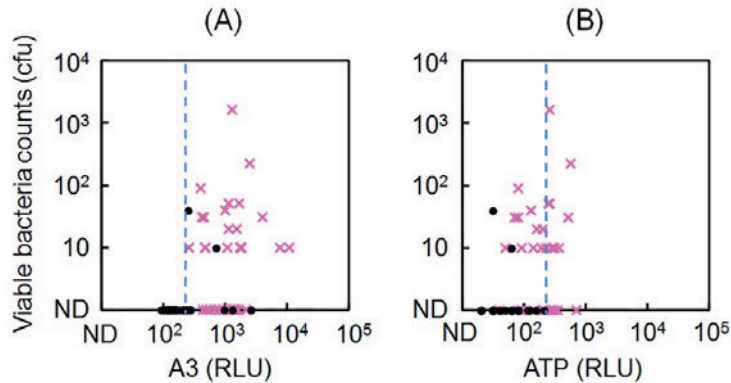 (A)
(B)
Viable bacteria counts (cfu)
10⁴
10³
10²
10
ND
ND
10²
10³
10⁴
10⁵
A3 (RLU)
10⁴
10³
10²
10
ND
ND
10²
10³
10⁴
10⁵
ATP (RLU)